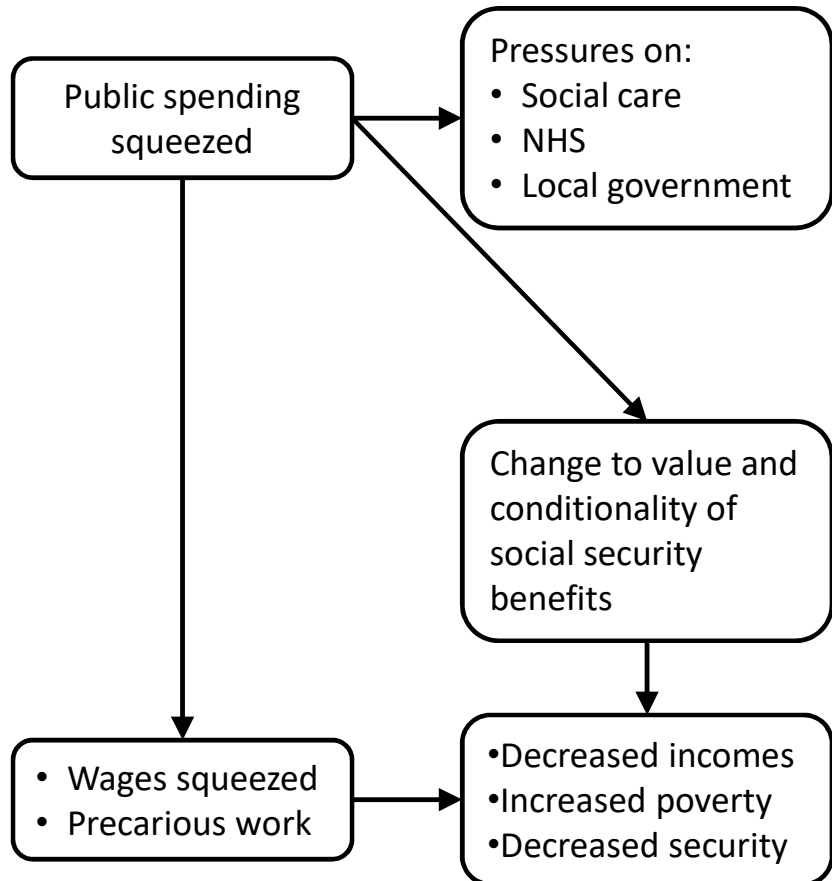 Public spending
squeezed
Pressures on:
• Social care
• NHS
• Local government
Change to value and
conditionality of
social security
benefits
• Wages squeezed
• Precarious work
•Decreased incomes
•Increased poverty
•Decreased security